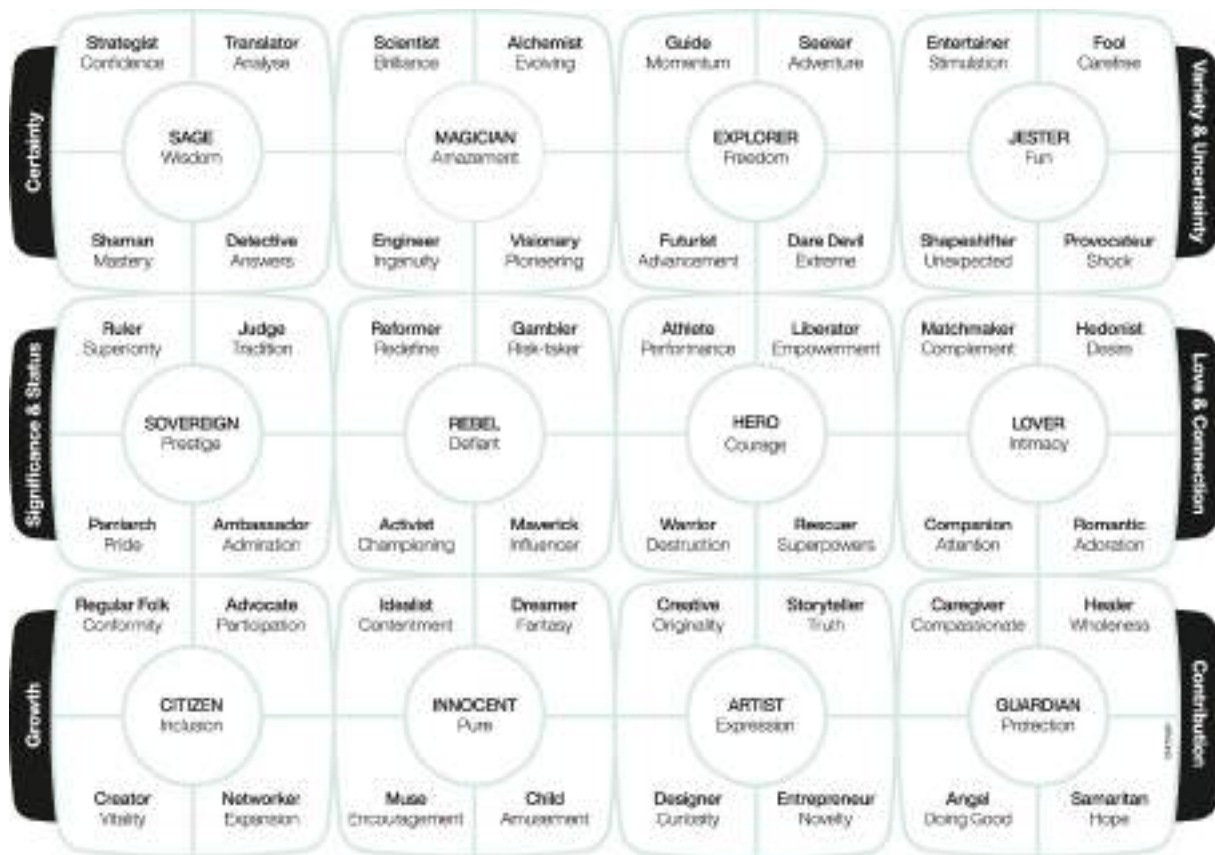 Certainty
Strategist
Confidence
Translator
Analyse
SAGE
Wisdom
Shaman
Mastery
Detective
Answers
Scientist
Brilliance
Alchemist
Evolving
MAGICIAN
Amazement
Engineer
Ingenuity
Visionary
Pioneering
Guide
Momentum
Seeker
Adventure
EXPLORER
Freedom
Futurist
Advancement
Dare Devil
Extreme
Entertainer
Stimulation
Fool
Carefree
JESTER
Fun
Shapeshifter
Unexpected
Provocateur
Shock
Variety & Uncertainty
Significance & Status
Ruler
Superiority
Judge
Tradition
SOVEREIGN
Prestige
Patriarch
Pride
Ambassador
Admiration
Reformer
Redefine
Gambler
Risk-taker
REBEL
Defiant
Activist
Championing
Maverick
Influencer
Athlete
Performance
Liberator
Empowerment
HERO
Courage
Warrior
Destruction
Rescuer
Superpowers
Matchmaker
Complement
Hedonist
Desire
LOVER
Intimacy
Companion
Attention
Romantic
Adoration
Love & Connection
Growth
Regular Folk
Conformity
Advocate
Participation
CITIZEN
Inclusion
Creator
Vitality
Networker
Expansion
Idealist
Contentment
Dreamer
Fantasy
INNOCENT
Pure
Muse
Encouragement
Child
Amusement
Creative
Originality
Storyteller
Truth
ARTIST
Expression
Designer
Curiosity
Entrepreneur
Novelty
Caregiver
Compassionate
Healer
Wholeness
GUARDIAN
Protection
Angel
Doing Good
Samaritan
Hope
Contribution